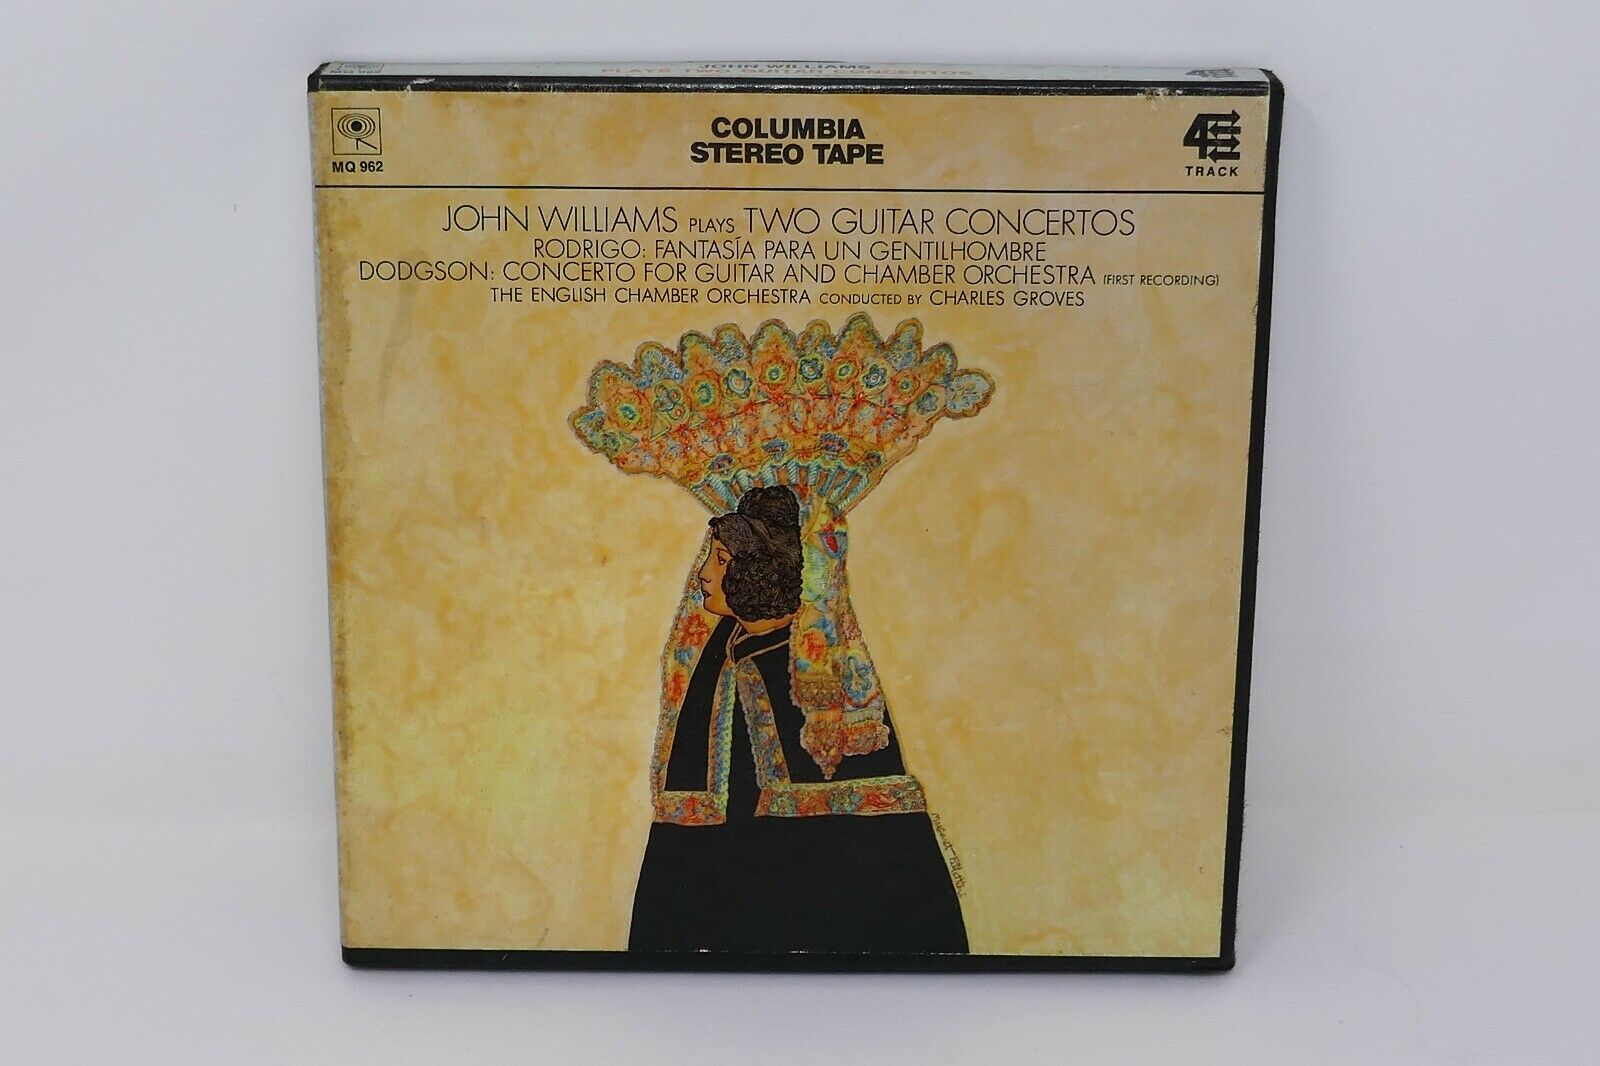 JOHN WILLIAMS
PLAYS TWO GUITAR CONCERTOS
MQ 962
COLUMBIA
STEREO TAPE
4
TRACK
JOHN WILLIAMS PLAYS TWO GUITAR CONCERTOS
RODRIGO: FANTASÍA PARA UN GENTILHOMBRE
DODGSON: CONCERTO FOR GUITAR AND CHAMBER ORCHESTRA (FIRST RECORDING)
THE ENGLISH CHAMBER ORCHESTRA CONDUCTED BY CHARLES GROVES